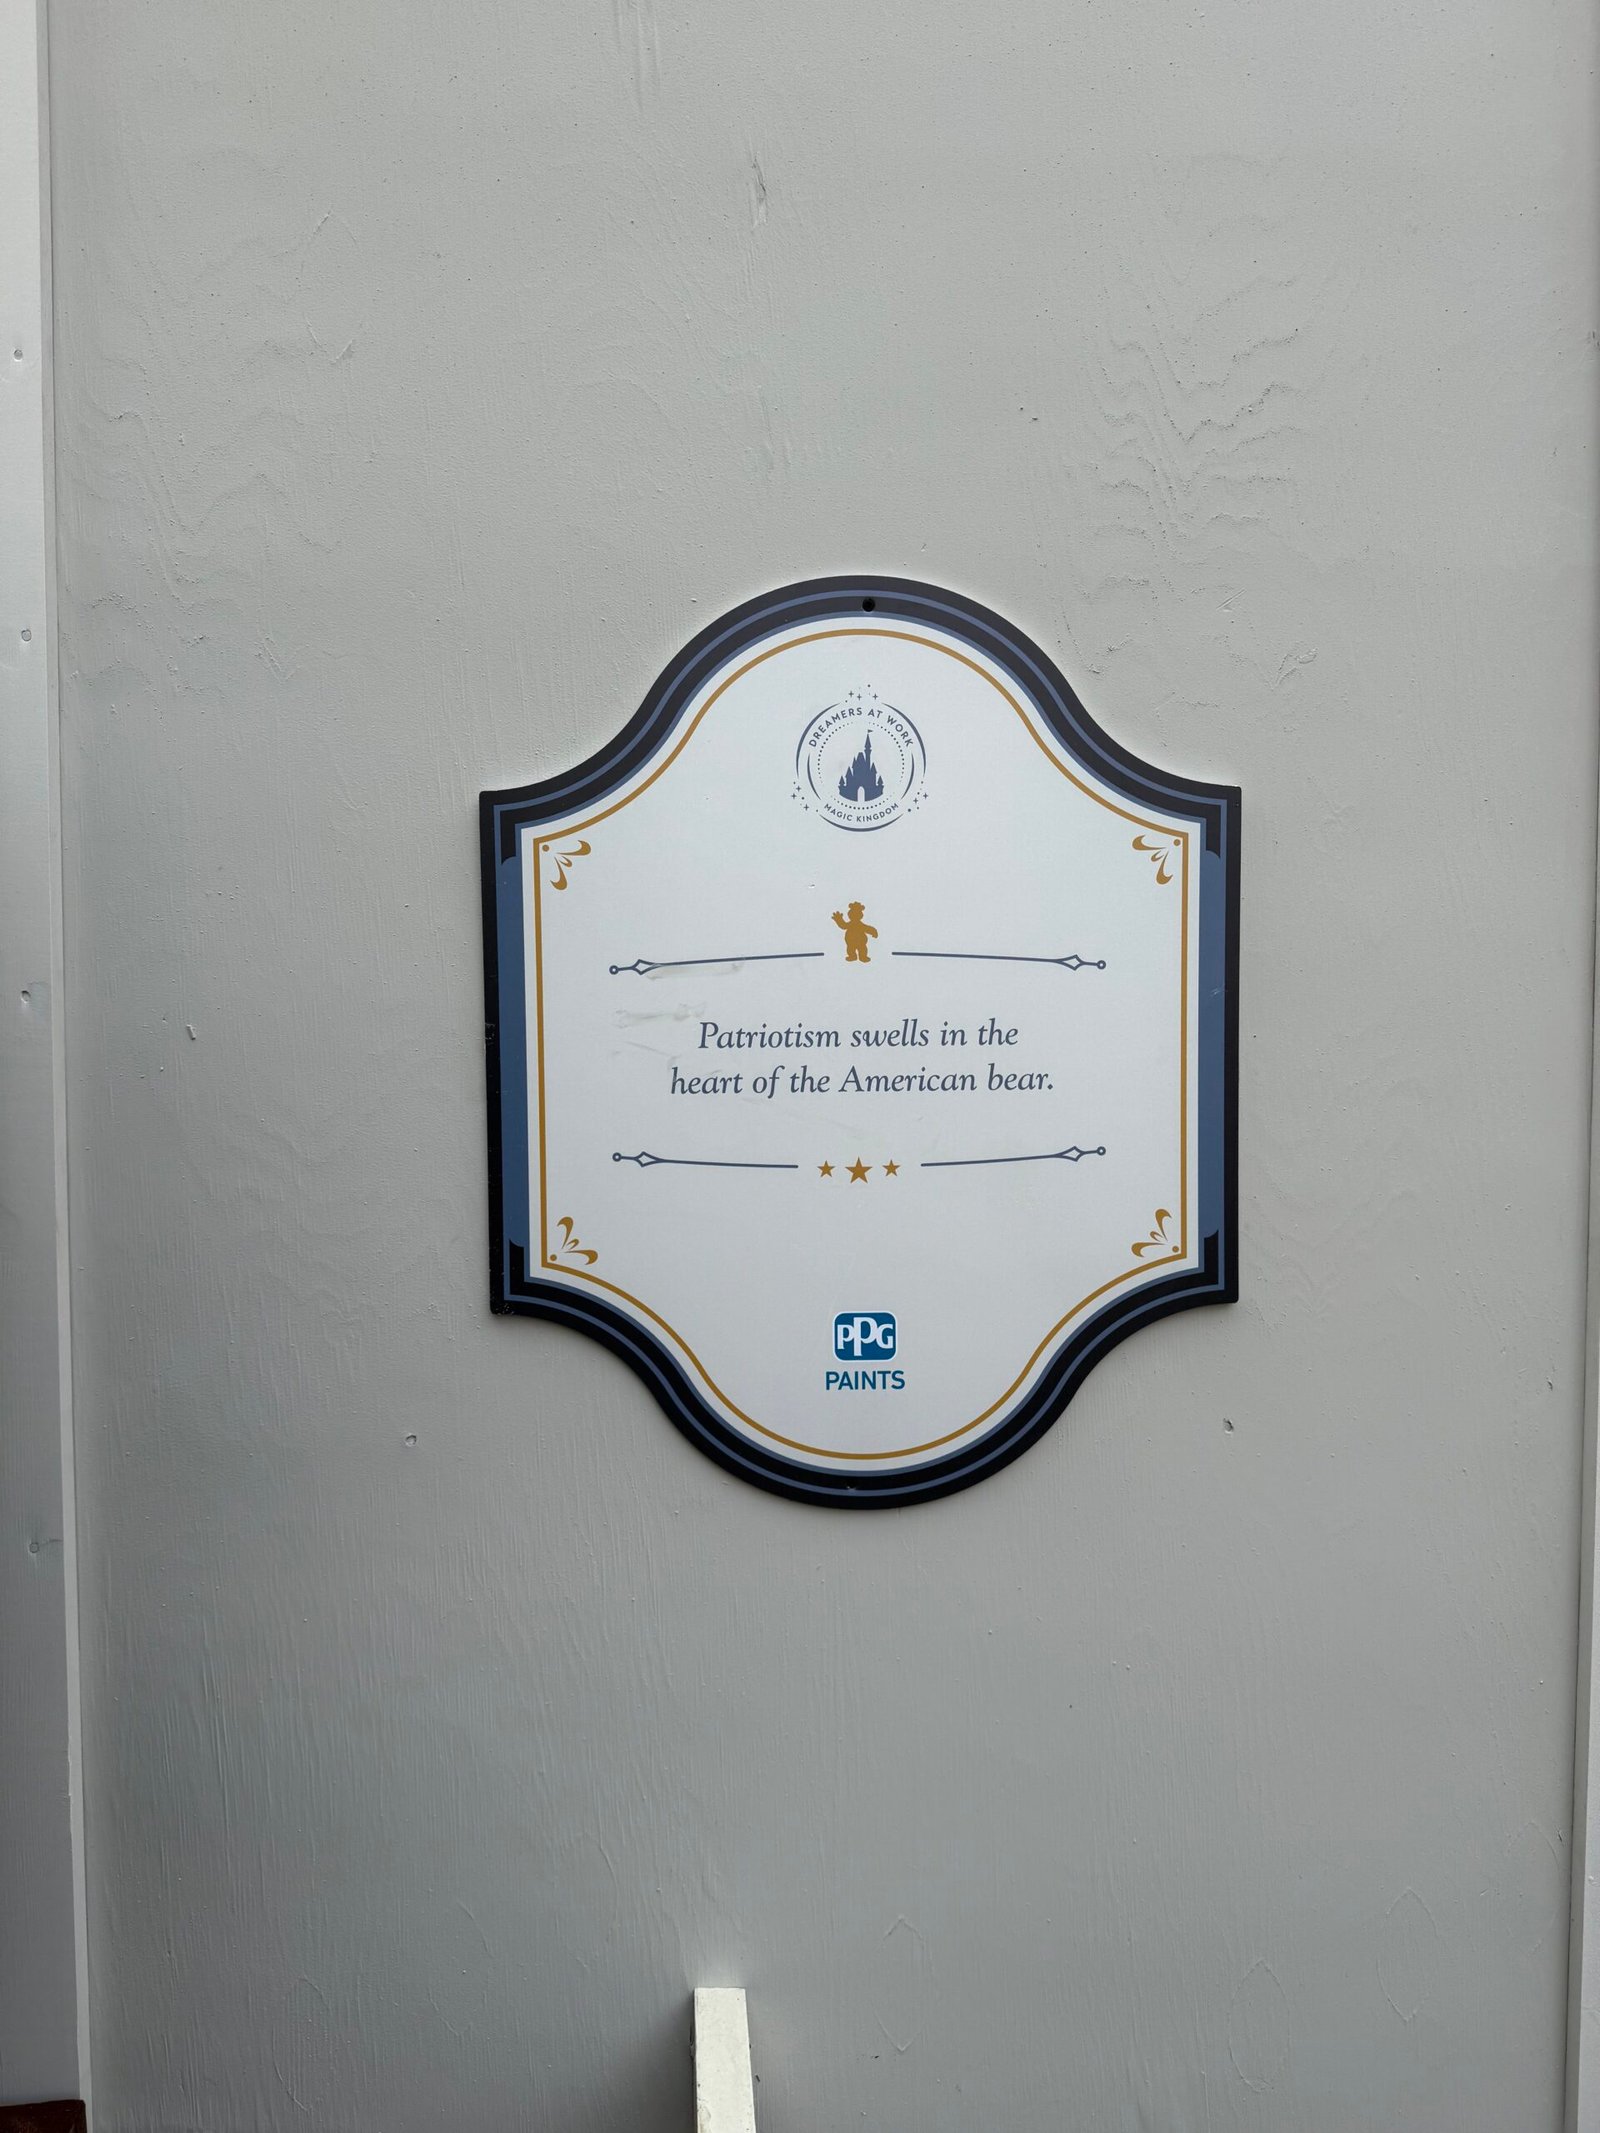 DREAMERS AT WORK
MAGIC KINGDOM
Patriotism swells in the
heart of the American bear.
PPG
PAINTS